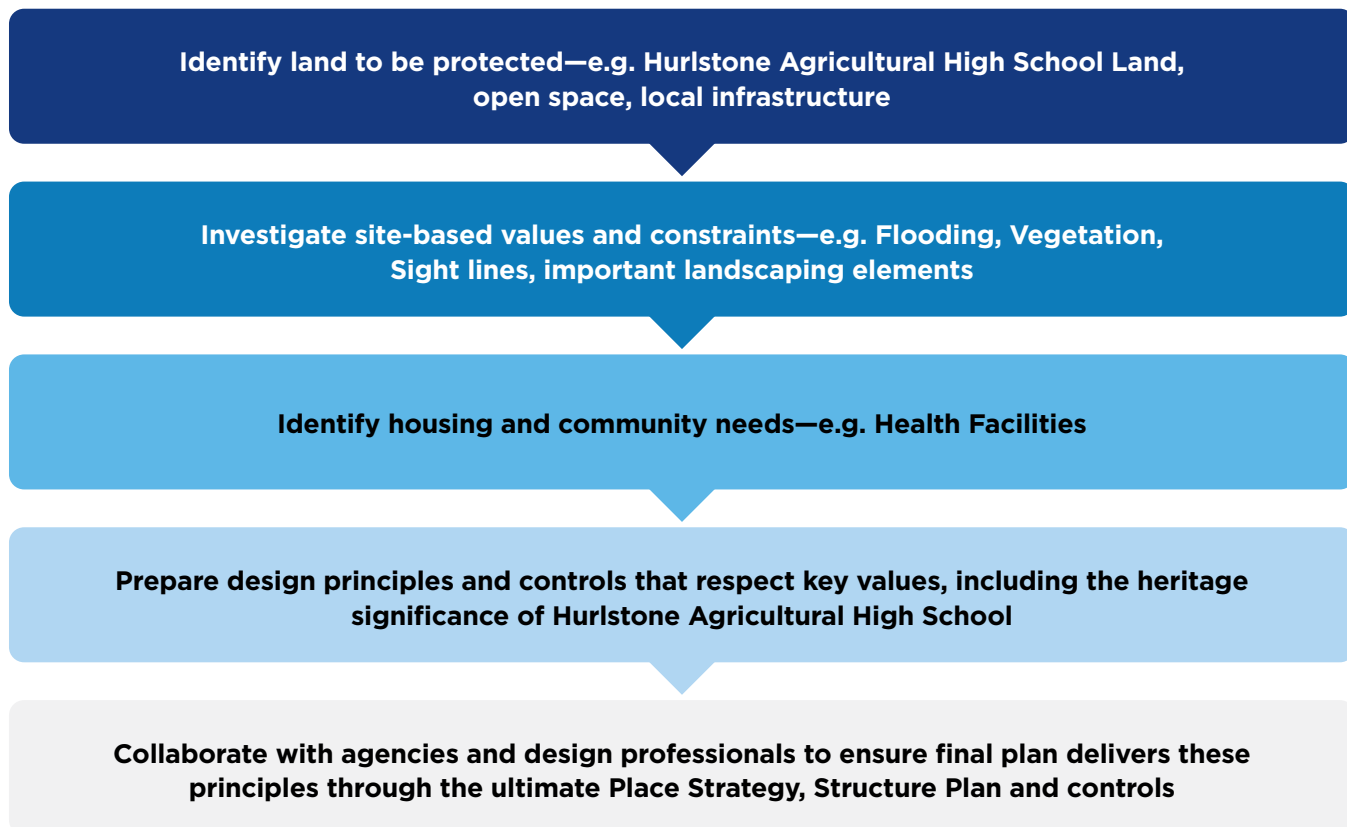 Identify land to be protected—e.g. Hurlstone Agricultural High School Land,
open space, local infrastructure
Investigate site-based values and constraints—e.g. Flooding, Vegetation,
Sight lines, important landscaping elements
Identify housing and community needs—e.g. Health Facilities
Prepare design principles and controls that respect key values, including the heritage
significance of Hurlstone Agricultural High School
Collaborate with agencies and design professionals to ensure final plan delivers these
principles through the ultimate Place Strategy, Structure Plan and controls